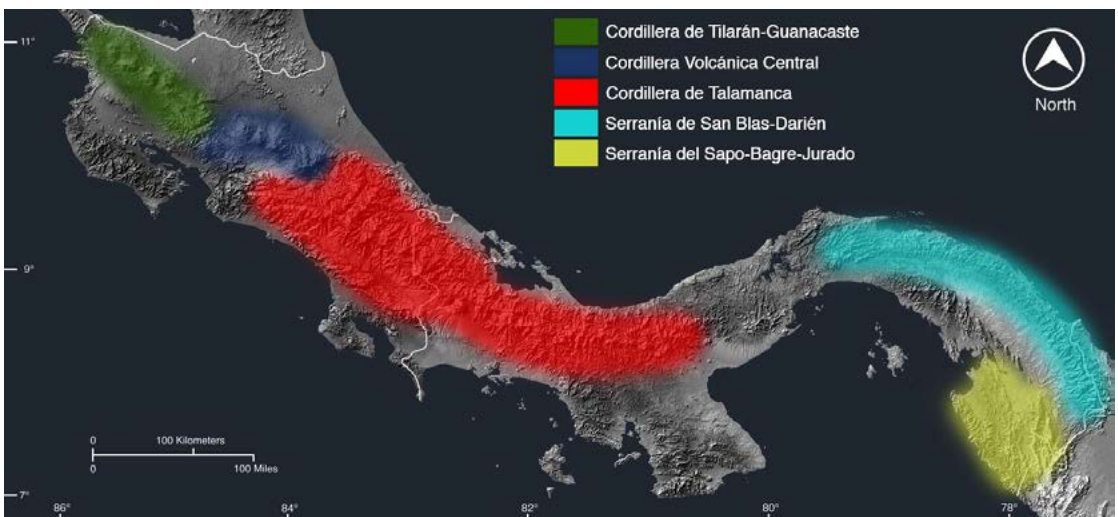 Cordillera de Tilarán-Guanacaste
Cordillera Volcánica Central
Cordillera de Talamanca
Serranía de San Blas-Darién
Serranía del Sapo-Bagre-Jurado
North
11°
9°
7°
0 100 Kilometers
0 100 Miles
86° 84° 82° 80° 78°